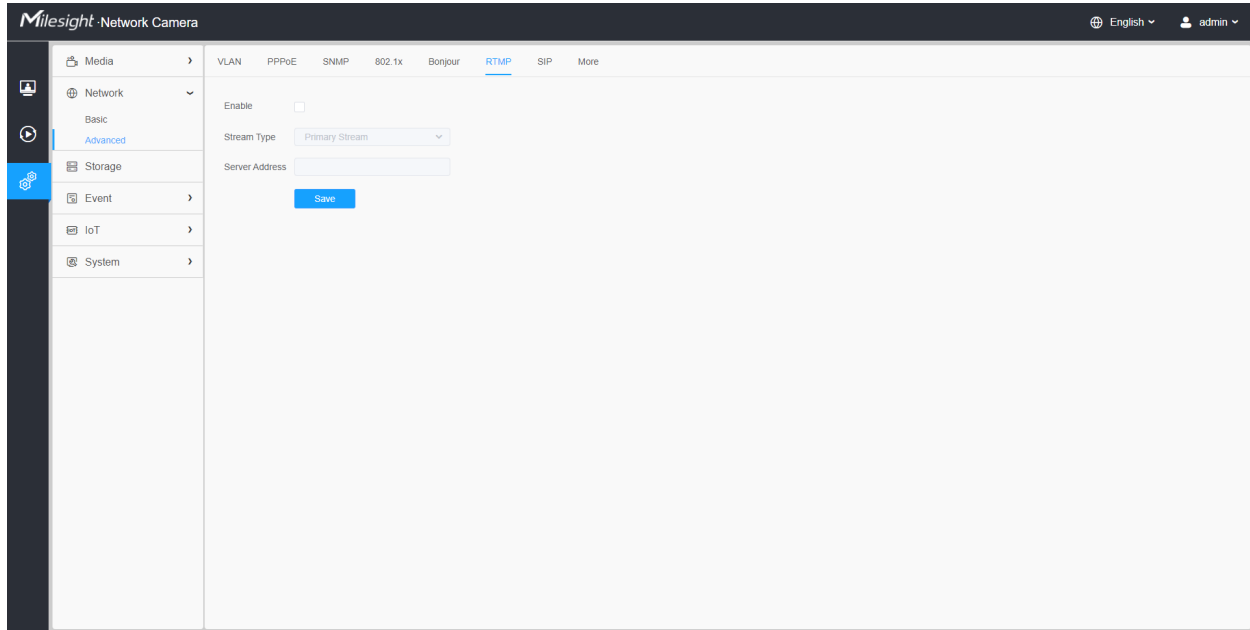 Milesight · Network Camera
English
admin
Media
Network
Basic
Advanced
Storage
Event
IoT
System
VLAN PPPoE SNMP 802.1x Bonjour RTMP SIP More
Enable
Stream Type Primary Stream
Server Address
Save